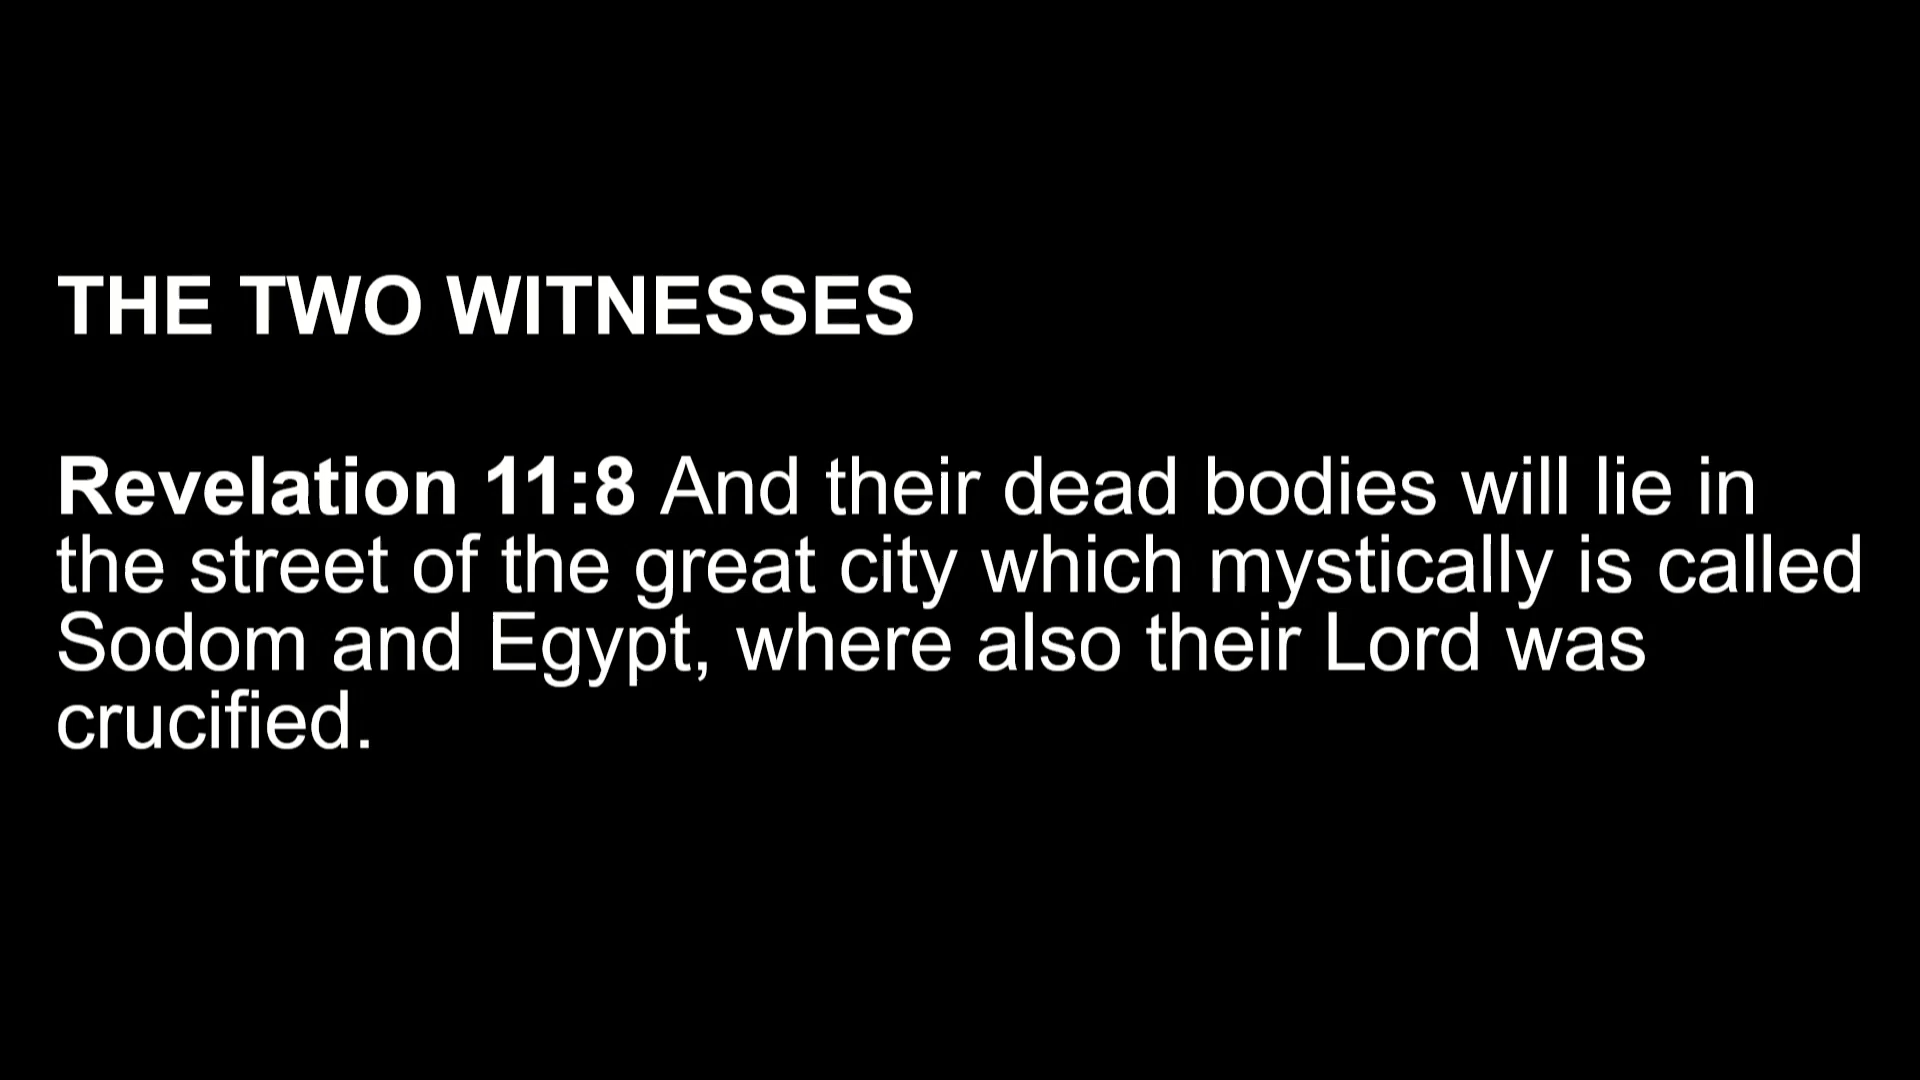 THE TWO WITNESSES
Revelation 11:8 And their dead bodies will lie in
the street of the great city which mystically is called
Sodom and Egypt, where also their Lord was
crucified.